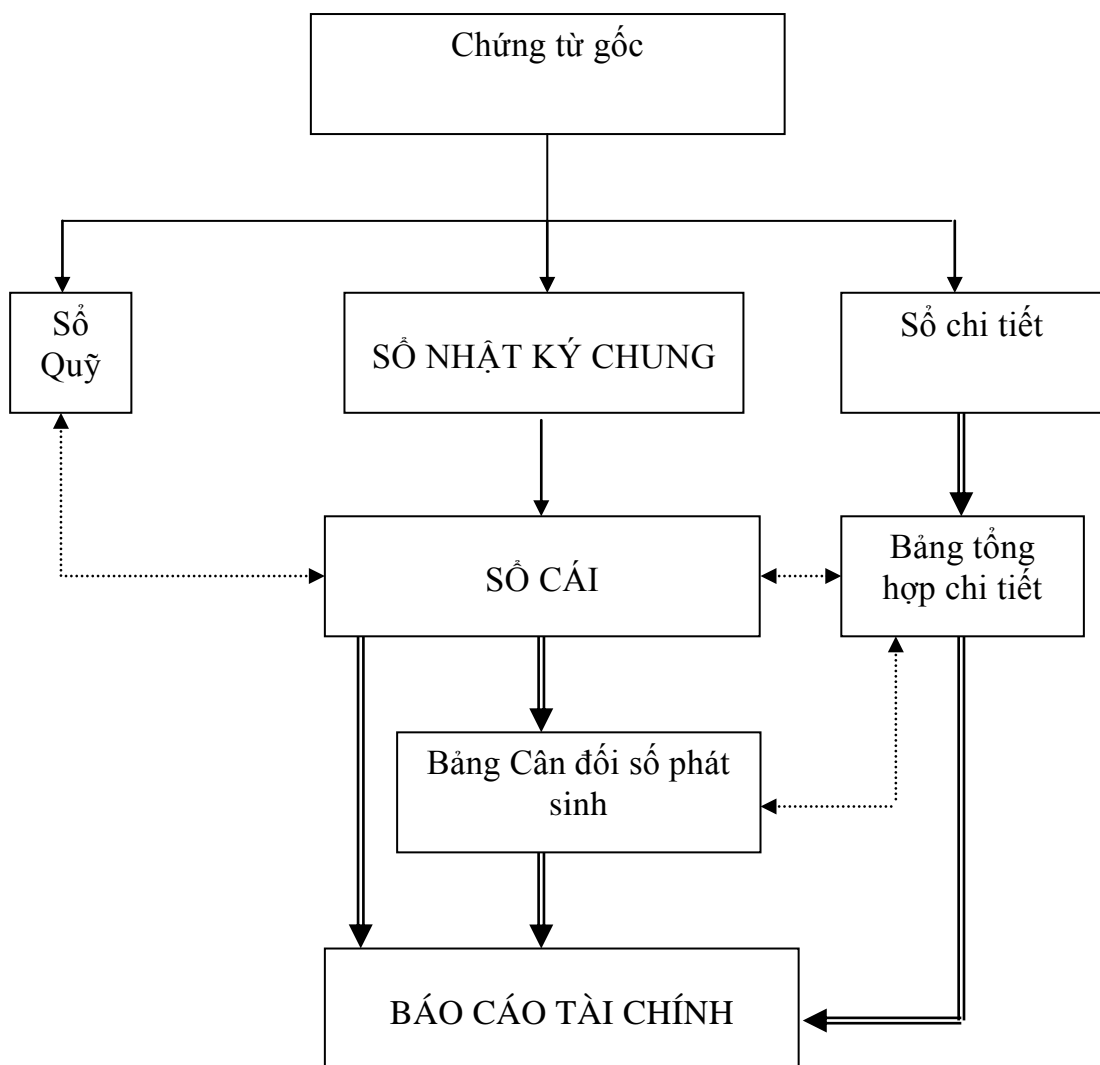 Chứng từ gốc
Sổ
Quỹ
SỔ NHẬT KÝ CHUNG
Sổ chi tiết
SỔ CÁI
Bảng tổng
hợp chi tiết
Bảng Cân đối số phát
sinh
BÁO CÁO TÀI CHÍNH